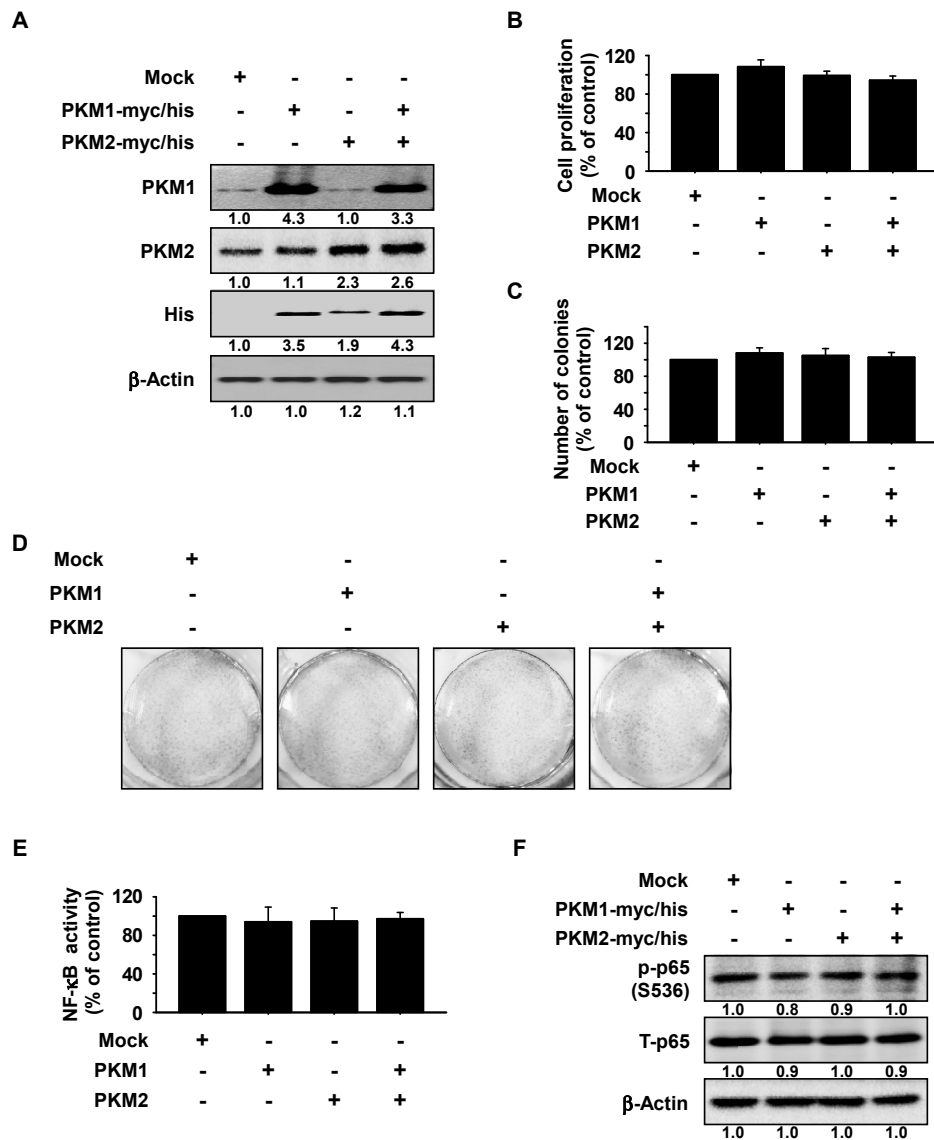 A
Mock + - - -
PKM1-myc/his - + - +
PKM2-myc/his - - + +
PKM1
1.0 4.3 1.0 3.3
PKM2
1.0 1.1 2.3 2.6
His
1.0 3.5 1.9 4.3
β-Actin
1.0 1.0 1.2 1.1
B
Cell proliferation
(% of control)
120
80
40
0
Mock + - - -
PKM1 - + - +
PKM2 - - + +
C
Number of colonies
(% of control)
120
80
40
0
Mock + - - -
PKM1 - + - +
PKM2 - - + +
D
Mock + - - -
PKM1 - + - +
PKM2 - - + +
E
NF-κB activity
(% of control)
120
80
40
0
Mock + - - -
PKM1 - + - +
PKM2 - - + +
F
Mock + - - -
PKM1-myc/his - + - +
PKM2-myc/his - - + +
p-p65
(S536)
1.0 0.8 0.9 1.0
T-p65
1.0 0.9 1.0 0.9
β-Actin
1.0 1.0 1.0 1.0